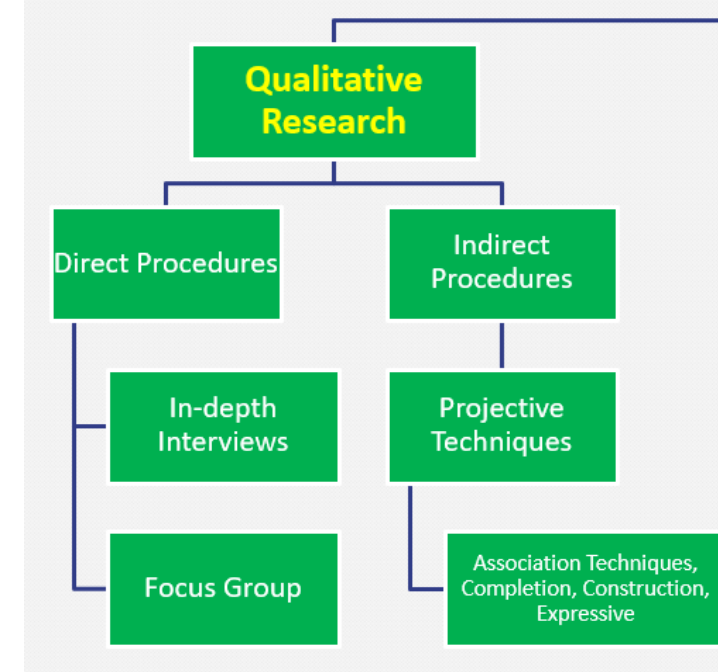 Qualitative
Research
Direct Procedures
Indirect
Procedures
In-depth
Interviews
Projective
Techniques
Focus Group
Association Techniques,
Completion, Construction,
Expressive